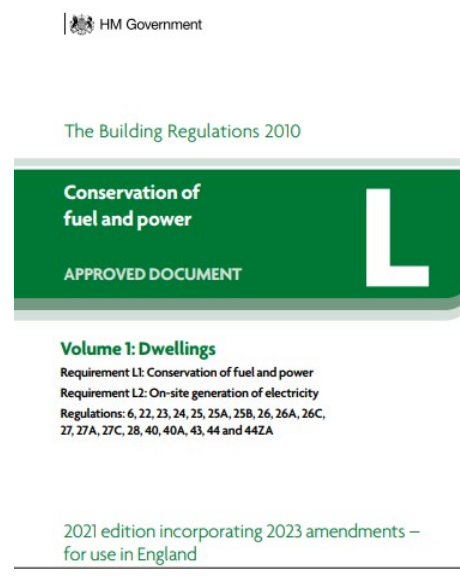 HM Government
The Building Regulations 2010
Conservation of
fuel and power
APPROVED DOCUMENT
L
Volume 1: Dwellings
Requirement L1: Conservation of fuel and power
Requirement L2: On-site generation of electricity
Regulations: 6, 22, 23, 24, 25, 25A, 25B, 26, 26A, 26C,
27, 27A, 27C, 28, 40, 40A, 43, 44 and 44ZA
2021 edition incorporating 2023 amendments –
for use in England